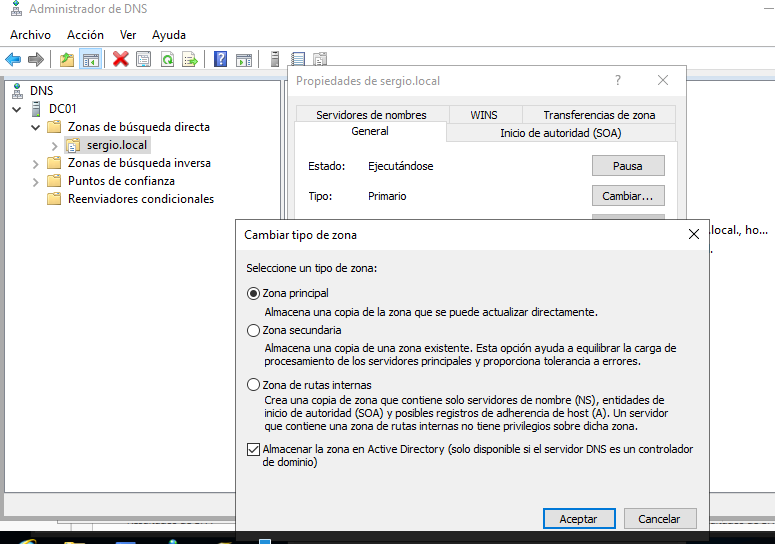 Administrador de DNS
Archivo Acción Ver Ayuda
DNS
DC01
Zonas de búsqueda directa
sergio.local
Zonas de búsqueda inversa
Puntos de confianza
Reenviadores condicionales
Propiedades de sergio.local
Servidores de nombres WINS Transferencias de zona
General Inicio de autoridad (SOA)
Estado: Ejecutándose Pausa
Tipo: Primario Cambiar...
.local., ho...
Cambiar tipo de zona
Seleccione un tipo de zona:
Zona principal
Almacena una copia de la zona que se puede actualizar directamente.
Zona secundaria
Almacena una copia de una zona existente. Esta opción ayuda a equilibrar la carga de
procesamiento de los servidores principales y proporciona tolerancia a errores.
Zona de rutas internas
Crea una copia de zona que contiene solo servidores de nombre (NS), entidades de
inicio de autoridad (SOA) y posibles registros de adherencia de host (A). Un servidor
que contiene una zona de rutas internas no tiene privilegios sobre dicha zona.
Almacenar la zona en Active Directory (solo disponible si el servidor DNS es un controlador
de dominio)
Aceptar Cancelar